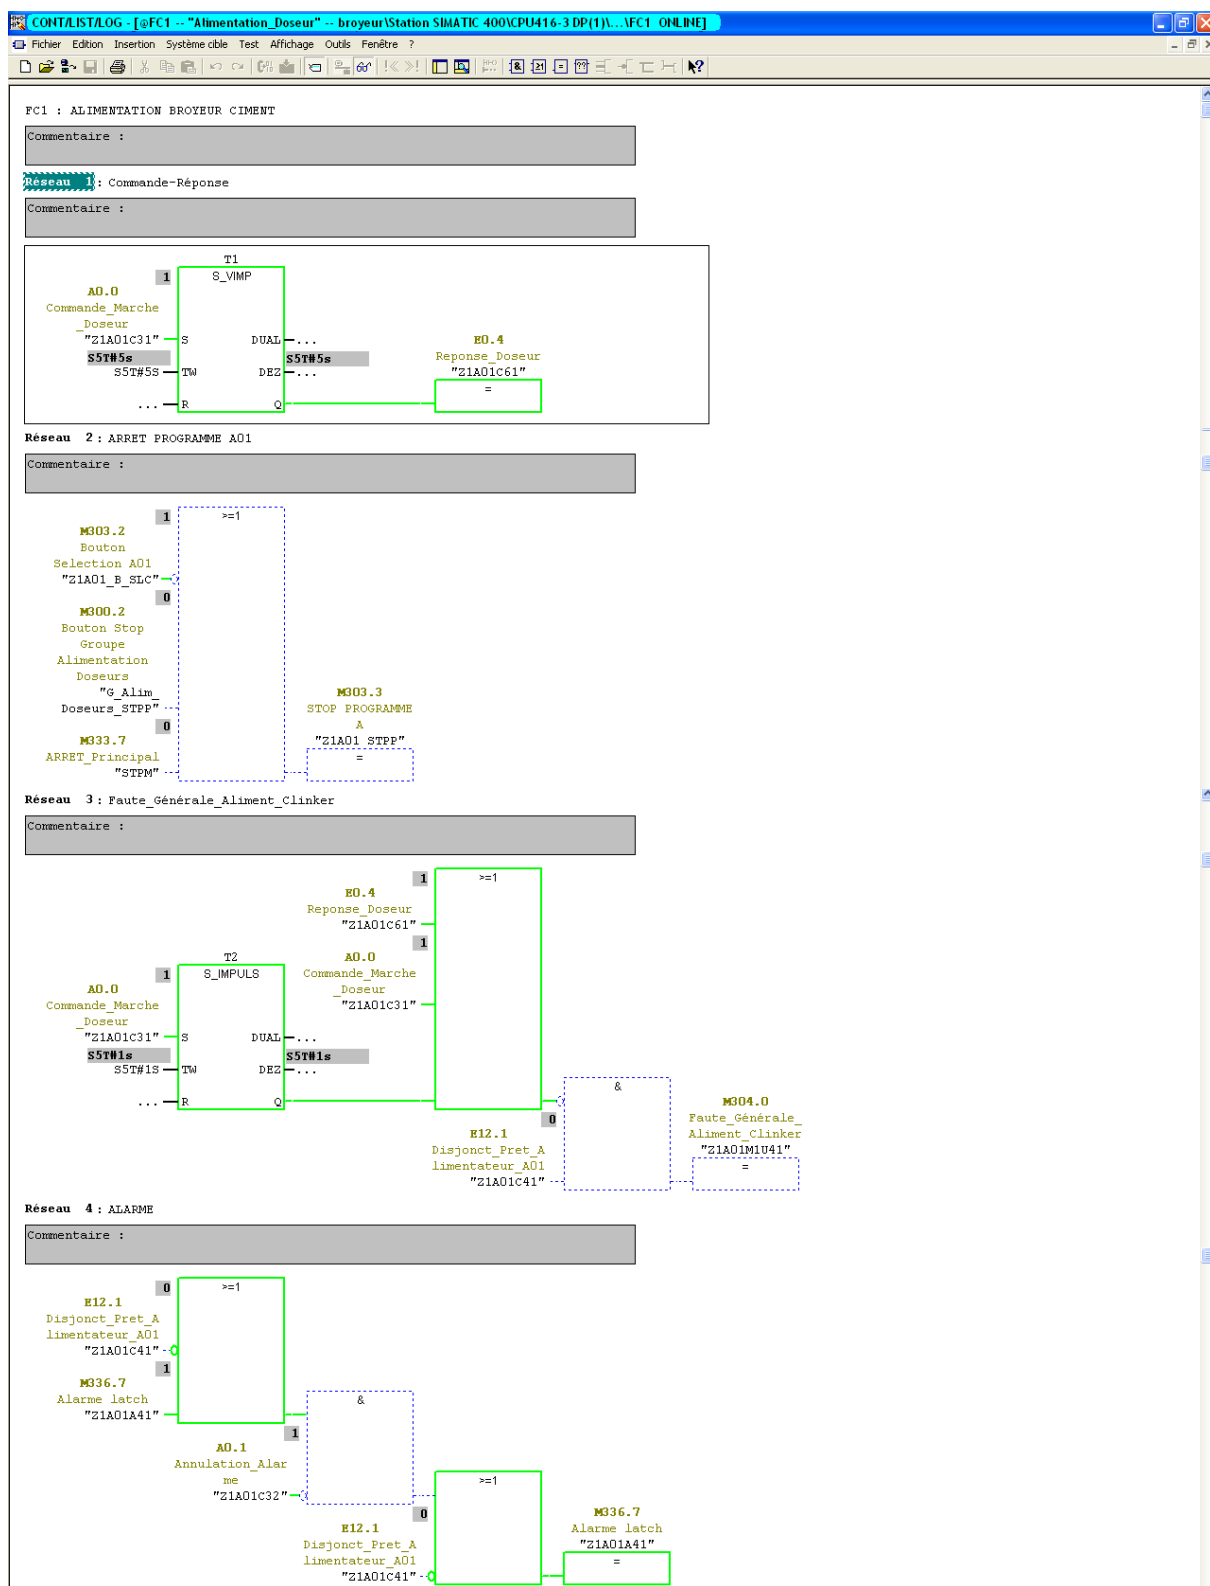 CONT/LIST/LOG - [@FC1 -- "Alimentation_Doseur" -- broyeur\Station SIMATIC 400\CPU416-3 DP(1)\...\FC1 ONLINE]
Fichier Edition Insertion Système cible Test Affichage Outils Fenêtre ?
FC1 : ALIMENTATION BROYEUR CIMENT
Commentaire :
Réseau 1 : Commande-Réponse
Commentaire :
T1
1
S_VIMP
A0.0
Commande_Marche
_Doseur
"Z1A01C31"
S
DUAL
...
E0.4
Reponse_Doseur
"Z1A01C61"
=
S5T#5s
S5T#5S
TW
S5T#5s
DEZ
...
...
R
Q
Réseau 2 : ARRET PROGRAMME A01
Commentaire :
1
>=1
M303.2
Bouton
Selection A01
"Z1A01_B_SLC"
0
M300.2
Bouton Stop
Groupe
Alimentation
Doseurs
"G_Alim_
Doseurs_STPP"
0
M333.7
ARRET_Principal
"STPM"
M303.3
STOP PROGRAMME
A
"Z1A01_STPP"
=
Réseau 3 : Faute_Générale_Aliment_Clinker
Commentaire :
1
>=1
E0.4
Reponse_Doseur
"Z1A01C61"
1
A0.0
Commande_Marche
_Doseur
"Z1A01C31"
T2
1
S_IMPULS
A0.0
Commande_Marche
_Doseur
"Z1A01C31"
S
DUAL
...
S5T#1s
S5T#1S
TW
S5T#1s
DEZ
...
...
R
Q
&
0
E12.1
Disjonct_Pret_A
limentateur_A01
"Z1A01C41"
M304.0
Faute_Générale_
Aliment_Clinker
"Z1A01M1U41"
=
Réseau 4 : ALARME
Commentaire :
0
>=1
E12.1
Disjonct_Pret_A
limentateur_A01
"Z1A01C41"
1
M336.7
Alarme latch
"Z1A01A41"
&
1
A0.1
Annulation_Alar
me
"Z1A01C32"
>=1
0
E12.1
Disjonct_Pret_A
limentateur_A01
"Z1A01C41"
M336.7
Alarme latch
"Z1A01A41"
=